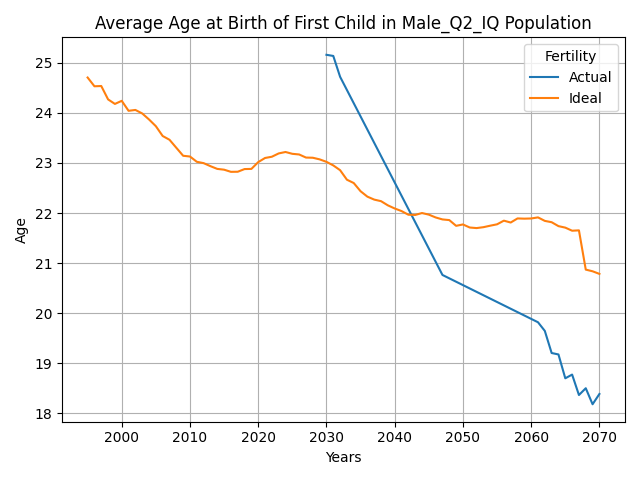 Average Age at Birth of First Child in Male_Q2_IQ Population
Fertility
Actual
Ideal
Age
25
24
23
22
21
20
19
18
2000 2010 2020 2030 2040 2050 2060 2070
Years